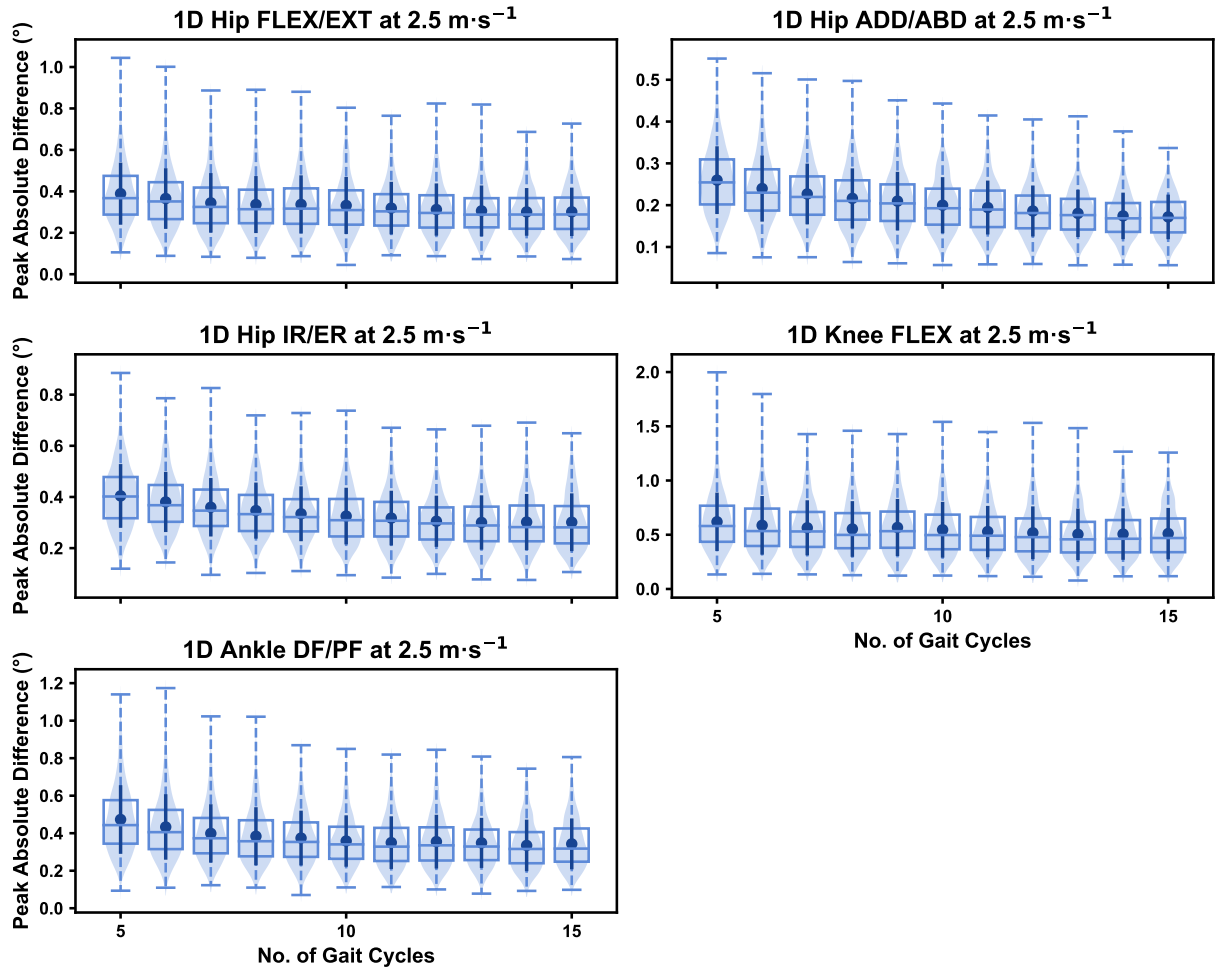 1D Hip FLEX/EXT at 2.5 m·s⁻¹
Peak Absolute Difference (°)
1.0
0.8
0.6
0.4
0.2
0.0
1D Hip ADD/ABD at 2.5 m·s⁻¹
0.5
0.4
0.3
0.2
0.1
1D Hip IR/ER at 2.5 m·s⁻¹
Peak Absolute Difference (°)
0.8
0.6
0.4
0.2
1D Knee FLEX at 2.5 m·s⁻¹
2.0
1.5
1.0
0.5
0.0
5 10 15
No. of Gait Cycles
1D Ankle DF/PF at 2.5 m·s⁻¹
Peak Absolute Difference (°)
1.2
1.0
0.8
0.6
0.4
0.2
0.0
5 10 15
No. of Gait Cycles